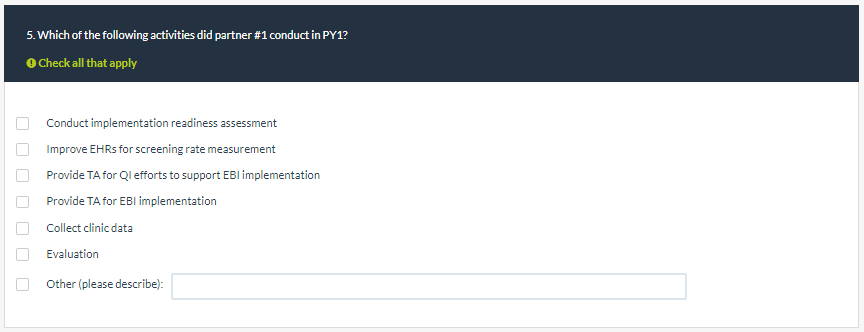 5. Which of the following activities did partner #1 conduct in PY1?
Check all that apply
Conduct implementation readiness assessment
Improve EHRs for screening rate measurement
Provide TA for QI efforts to support EBI implementation
Provide TA for EBI implementation
Collect clinic data
Evaluation
Other (please describe):